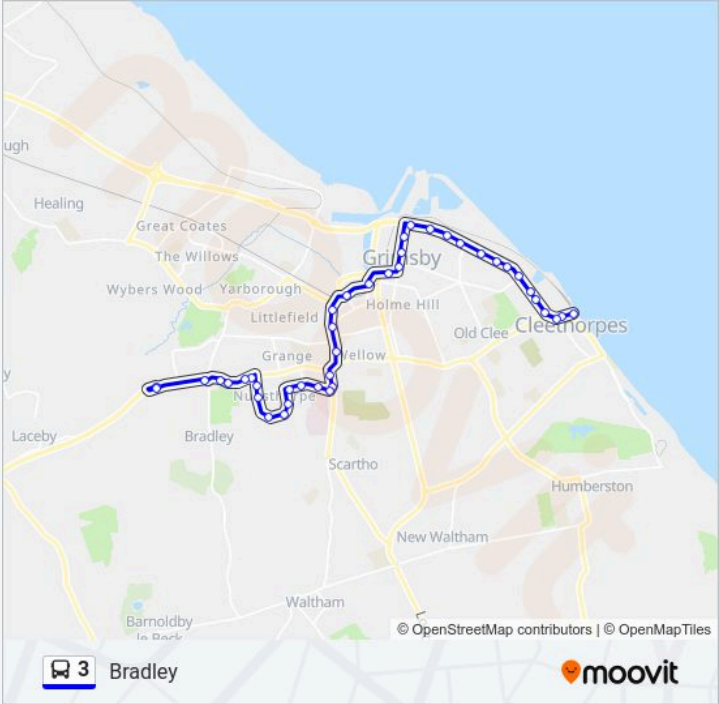 ugh
Healing
Great Coates
The Willows
Grimsby
Wybers Wood
Yarborough
Holme Hill
Littlefield
Old Clee
Cleethorpes
Grange
Wellow
y
Nunsthorpe
Laceby
Bradley
Scartho
Humberston
New Waltham
Waltham
Barnoldby
le Beck
© OpenStreetMap contributors | © OpenMapTiles
3 Bradley
moovit